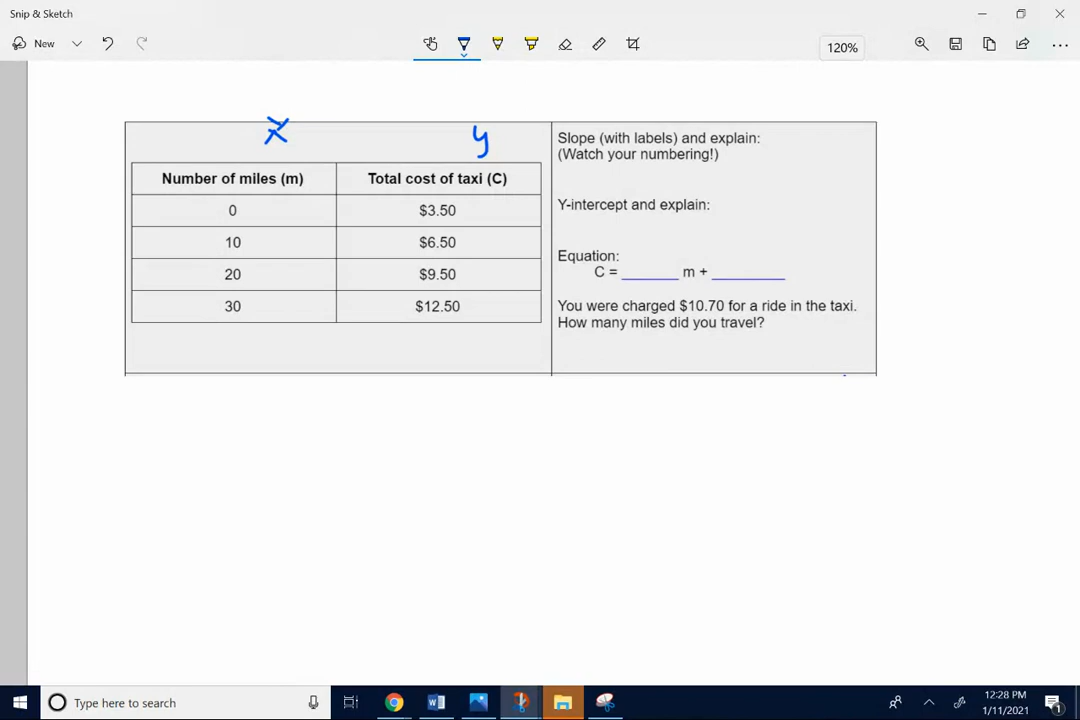 Snip & Sketch
New
120%
x y
Slope (with labels) and explain:
(Watch your numbering!)
Number of miles (m) Total cost of taxi (C)
0 $3.50
10 $6.50
20 $9.50
30 $12.50
Y-intercept and explain:
Equation:
C = ______ m + ________
You were charged $10.70 for a ride in the taxi.
How many miles did you travel?
Type here to search
12:28 PM
1/11/2021
1